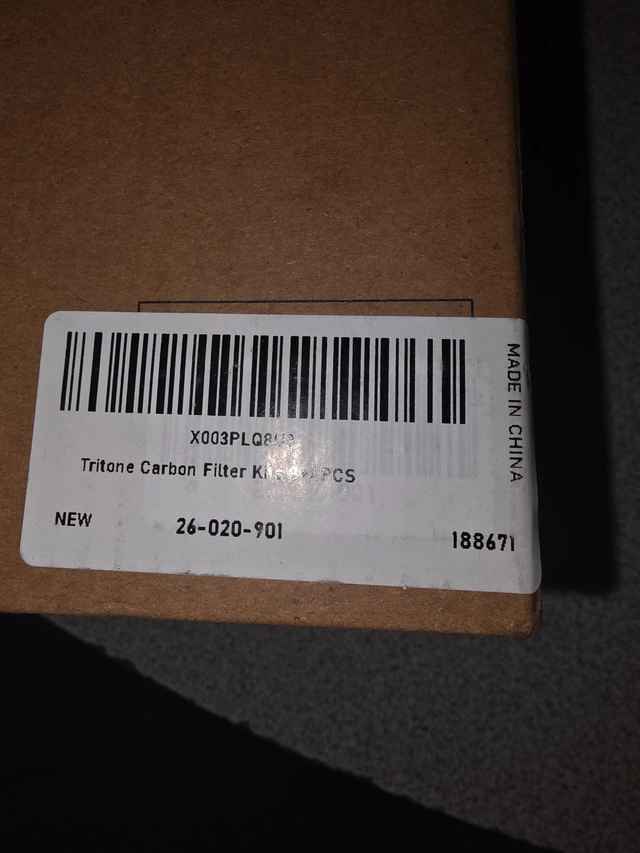 Tritone Carbon Filter
NEW
26-020-901
188671
MADE IN CHINA